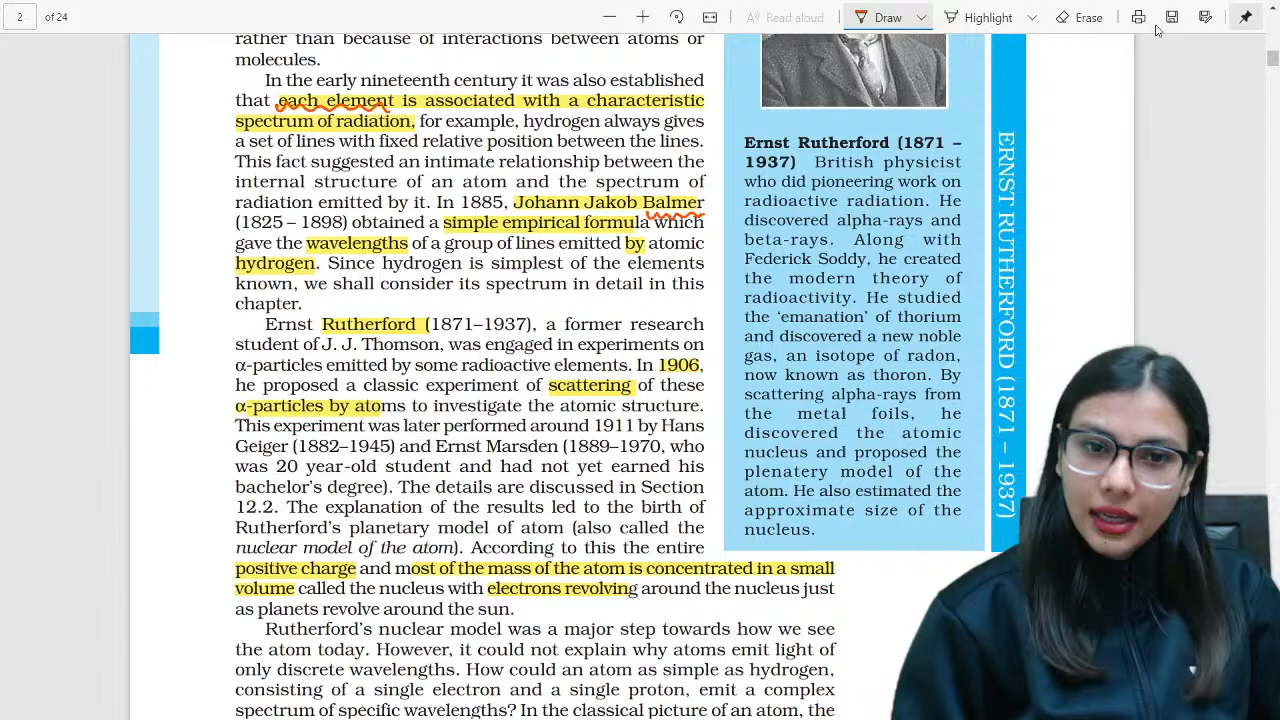 2 of 24
Read aloud Draw Highlight Erase
rather than because of interactions between atoms or
molecules.
In the early nineteenth century it was also established
that each element is associated with a characteristic
spectrum of radiation, for example, hydrogen always gives
a set of lines with fixed relative position between the lines.
This fact suggested an intimate relationship between the
internal structure of an atom and the spectrum of
radiation emitted by it. In 1885, Johann Jakob Balmer
(1825 – 1898) obtained a simple empirical formula which
gave the wavelengths of a group of lines emitted by atomic
hydrogen. Since hydrogen is simplest of the elements
known, we shall consider its spectrum in detail in this
chapter.
Ernst Rutherford (1871–1937), a former research
student of J. J. Thomson, was engaged in experiments on
α-particles emitted by some radioactive elements. In 1906,
he proposed a classic experiment of scattering of these
α-particles by atoms to investigate the atomic structure.
This experiment was later performed around 1911 by Hans
Geiger (1882–1945) and Ernst Marsden (1889–1970, who
was 20 year-old student and had not yet earned his
bachelor's degree). The details are discussed in Section
12.2. The explanation of the results led to the birth of
Rutherford's planetary model of atom (also called the
nuclear model of the atom). According to this the entire
positive charge and most of the mass of the atom is concentrated in a small
volume called the nucleus with electrons revolving around the nucleus just
as planets revolve around the sun.
Rutherford's nuclear model was a major step towards how we see
the atom today. However, it could not explain why atoms emit light of
only discrete wavelengths. How could an atom as simple as hydrogen,
consisting of a single electron and a single proton, emit a complex
spectrum of specific wavelengths? In the classical picture of an atom, the
Ernst Rutherford (1871 –
1937) British physicist
who did pioneering work on
radioactive radiation. He
discovered alpha-rays and
beta-rays. Along with
Federick Soddy, he created
the modern theory of
radioactivity. He studied
the 'emanation' of thorium
and discovered a new noble
gas, an isotope of radon,
now known as thoron. By
scattering alpha-rays from
the metal foils, he
discovered the atomic
nucleus and proposed the
plenatery model of the
atom. He also estimated the
approximate size of the
nucleus.
ERNST RUTHERFORD (1871 – 1937)